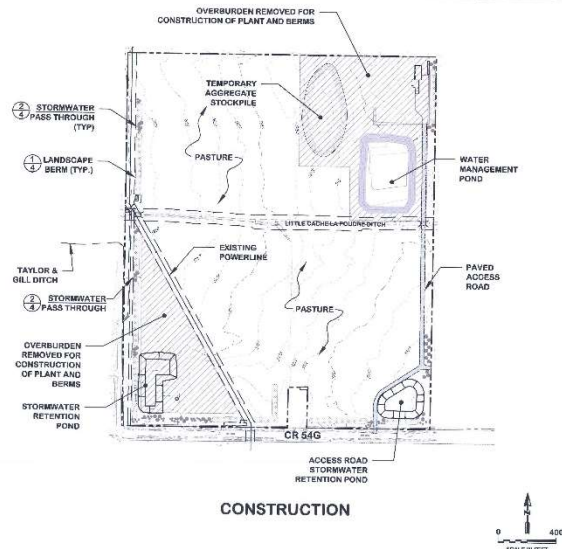 OVERBURDEN REMOVED FOR
CONSTRUCTION OF PLANT AND BERMS
TEMPORARY
AGGREGATE
STOCKPILE
2
4
STORMWATER
PASS THROUGH
(TYP)
1
4
LANDSCAPE
BERM (TYP.)
PASTURE
WATER
MANAGEMENT
POND
LITTLE CACHE LA POUDRE DITCH
EXISTING
POWERLINE
TAYLOR &
GILL DITCH
PAVED
ACCESS
ROAD
2
4
STORMWATER
PASS THROUGH
PASTURE
OVERBURDEN
REMOVED FOR
CONSTRUCTION
OF PLANT AND
BERMS
STORMWATER
RETENTION
POND
CR 54G
ACCESS ROAD
STORMWATER
RETENTION POND
CONSTRUCTION
N
0 400
SCALE IN FEET